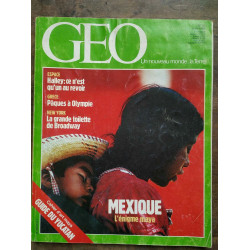 GEO
Un nouveau monde : la Terre
ESPACE
Halley: ce n'est
qu'un au revoir
GRECE
Pâques à Olympie
NEW YORK
La grande toilette
de Broadway
MEXIQUE
L'énigme maya
GUIDE DU YUCATAN